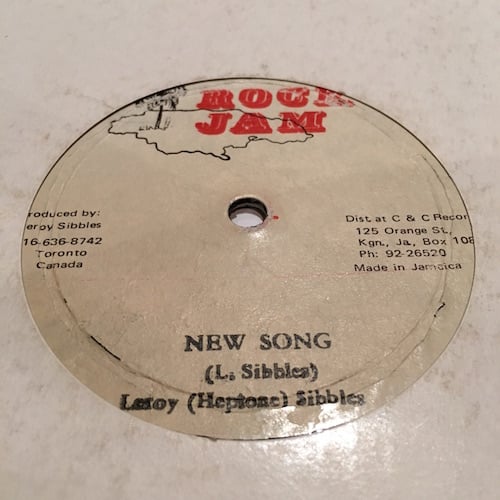 ROCK
JAM
roduced by:
eroy Sibbles
16-636-8742
Toronto
Canada
Dist. at C & C Recor
125 Orange St.,
Kgn., Ja., Box 108
Ph: 92-26520
Made in Jamaica
NEW SONG
(L. Sibbles)
Leroy (Heptone) Sibbles